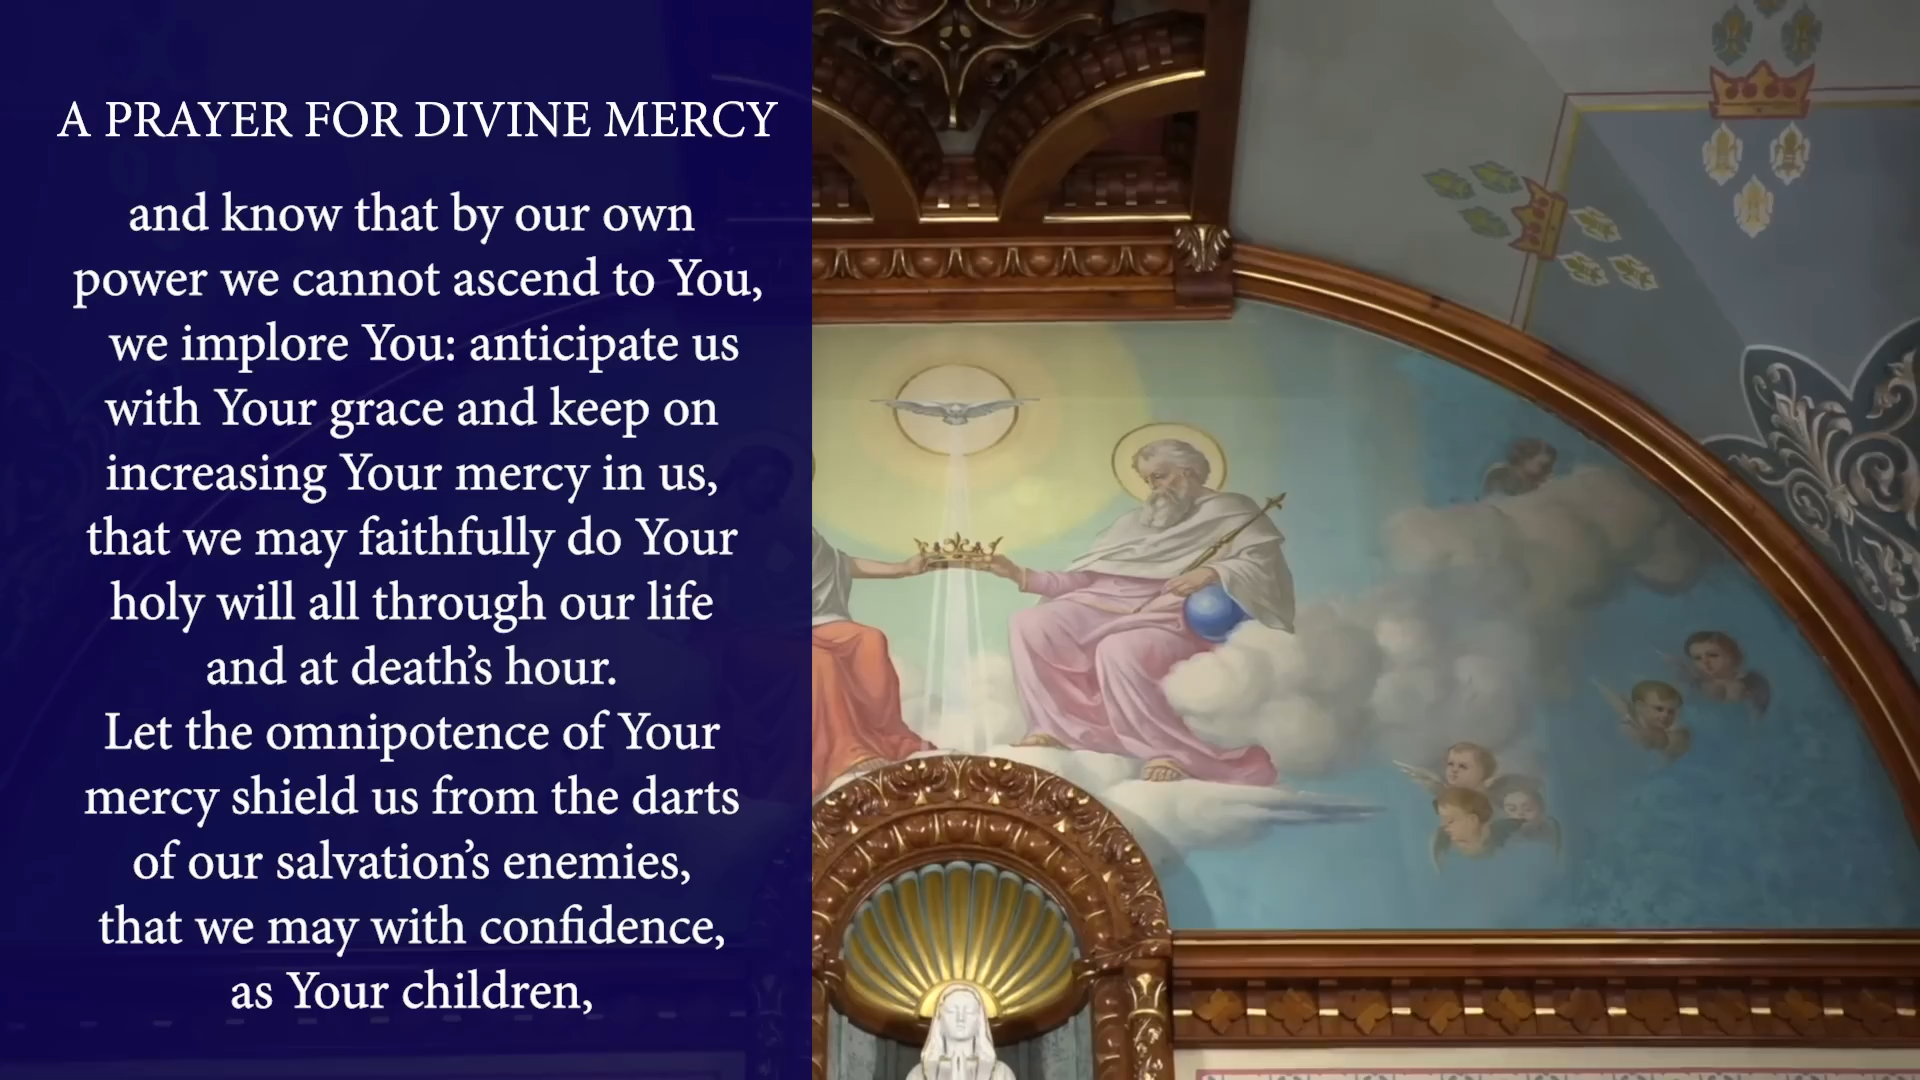 A PRAYER FOR DIVINE MERCY
and know that by our own
power we cannot ascend to You,
we implore You: anticipate us
with Your grace and keep on
increasing Your mercy in us,
that we may faithfully do Your
holy will all through our life
and at death’s hour.
Let the omnipotence of Your
mercy shield us from the darts
of our salvation’s enemies,
that we may with confidence,
as Your children,